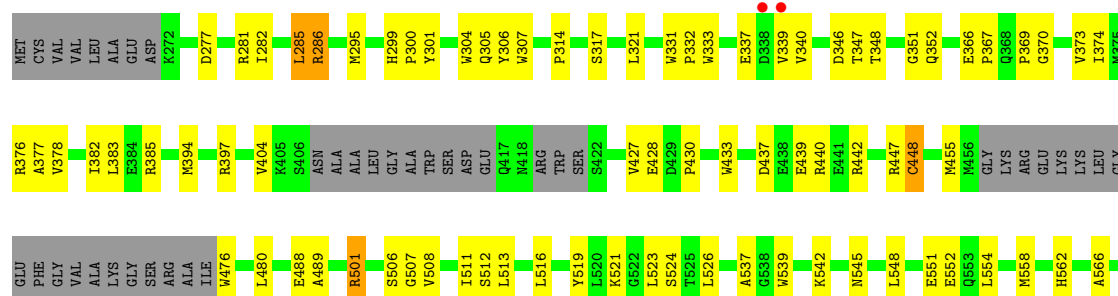 MET CYS VAL VAL LEU ALA GLU ASP K272 D277 R281 I282 L285 R286 M295 H299 P300 Y301 W304 Q305 Y306 W307 P314 S317 L321 W331 P332 W333 E337 D338 V339 V340 D346 T347 T348 G351 Q352 E366 P367 Q368 P369 G370 V373 I374 M375
R376 A377 V378 I382 L383 E384 R385 M394 R397 V404 K405 S406 ASN ALA ALA LEU GLY ALA TRP SER ASP GLU Q417 N418 ARG TRP SER S422 V427 E428 D429 P430 W433 D437 E438 E439 R440 E441 R442 R447 C448 M455 M456 GLY LYS ARG GLU LYS LYS LEU GLY
GLU PHE GLY VAL ALA LYS GLY SER ARG ALA ILE W476 L480 E488 A489 R501 S506 G507 V508 I511 S512 L513 L516 Y519 L520 K521 G522 L523 S524 T525 L526 A537 G538 W539 K542 N545 L548 E551 E552 Q553 L554 M558 H562 A566